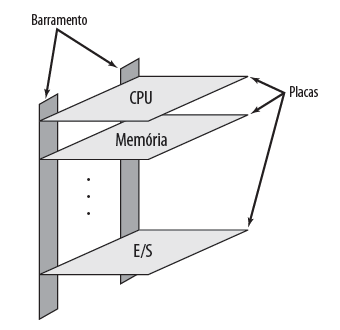 Barramento
CPU
Placas
Memória
E/S